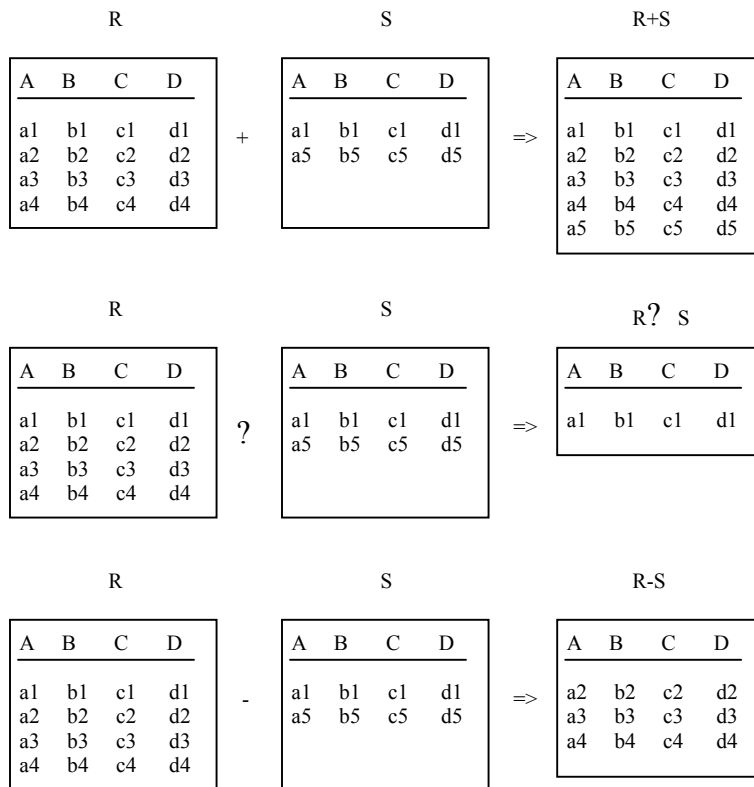 R S R+S
A B C D A B C D A B C D
a1 b1 c1 d1 + a1 b1 c1 d1 => a1 b1 c1 d1
a2 b2 c2 d2 a5 b5 c5 d5 a2 b2 c2 d2
a3 b3 c3 d3 a3 b3 c3 d3
a4 b4 c4 d4 a4 b4 c4 d4
a5 b5 c5 d5
R S R? S
A B C D A B C D A B C D
a1 b1 c1 d1 ? a1 b1 c1 d1 => a1 b1 c1 d1
a2 b2 c2 d2 a5 b5 c5 d5
a3 b3 c3 d3
a4 b4 c4 d4
R S R-S
A B C D A B C D A B C D
a1 b1 c1 d1 - a1 b1 c1 d1 => a2 b2 c2 d2
a2 b2 c2 d2 a5 b5 c5 d5 a3 b3 c3 d3
a3 b3 c3 d3 a4 b4 c4 d4
a4 b4 c4 d4